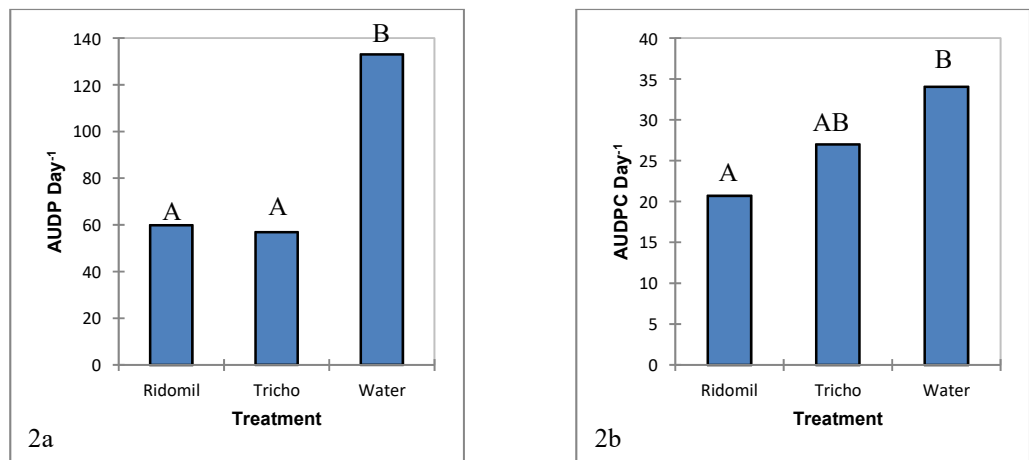 140
120
100
80
60
40
20
0
AUDP Day-1
A
A
B
Ridomil Tricho Water
Treatment
2a
40
35
30
25
20
15
10
5
0
AUDPC Day-1
A
AB
B
Ridomil Tricho Water
Treatment
2b